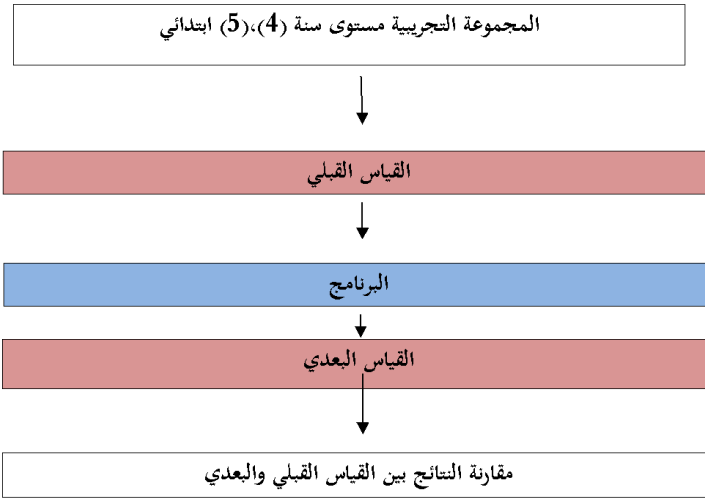 المجموعة التجريبية مستوى سنة (4)،(5) ابتدائي
القياس القبلي
البرنامج
القياس البعدي
مقارنة النتائج بين القياس القبلي والبعدي